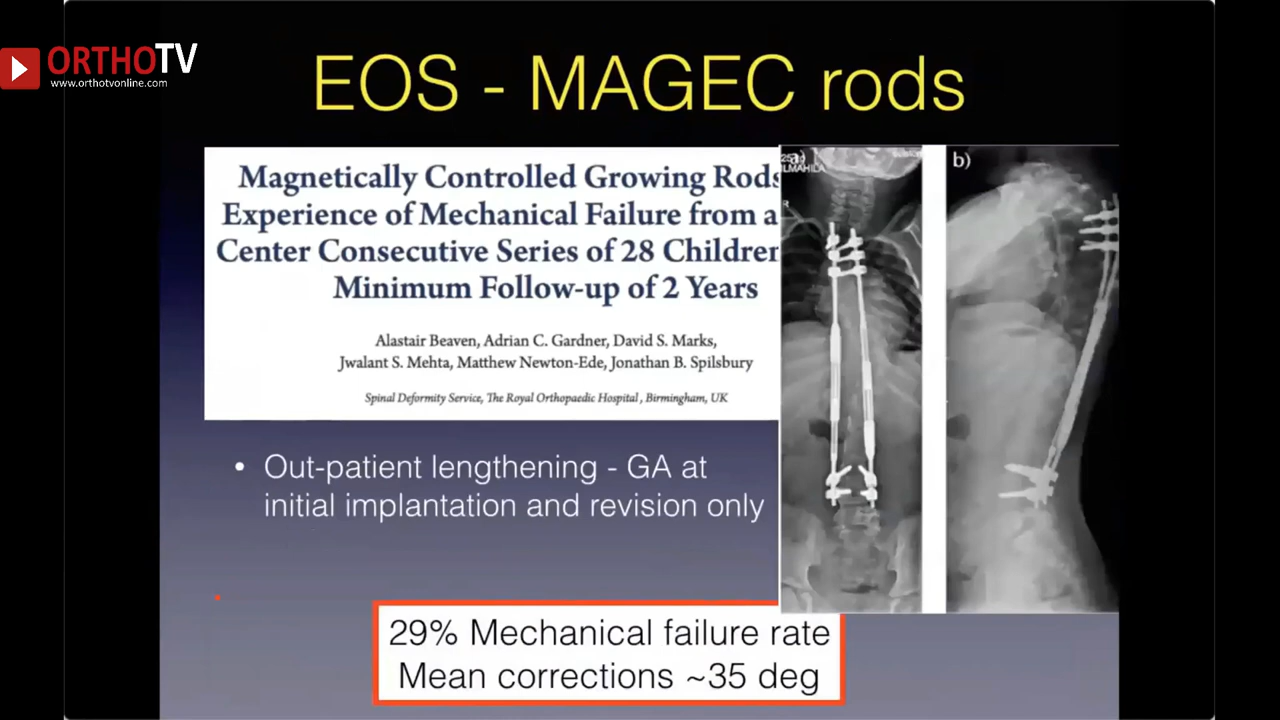 ORTHOTV
www.orthotvonline.com
EOS - MAGEC rods
Magnetically Controlled Growing Rods
Experience of Mechanical Failure from a
Center Consecutive Series of 28 Children
Minimum Follow-up of 2 Years
Alastair Beaven, Adrian C. Gardner, David S. Marks,
Jwalant S. Mehta, Matthew Newton-Ede, Jonathan B. Spilsbury
Spinal Deformity Service, The Royal Orthopaedic Hospital, Birmingham, UK
a)
b)
R
• Out-patient lengthening - GA at
initial implantation and revision only
29% Mechanical failure rate
Mean corrections ~35 deg